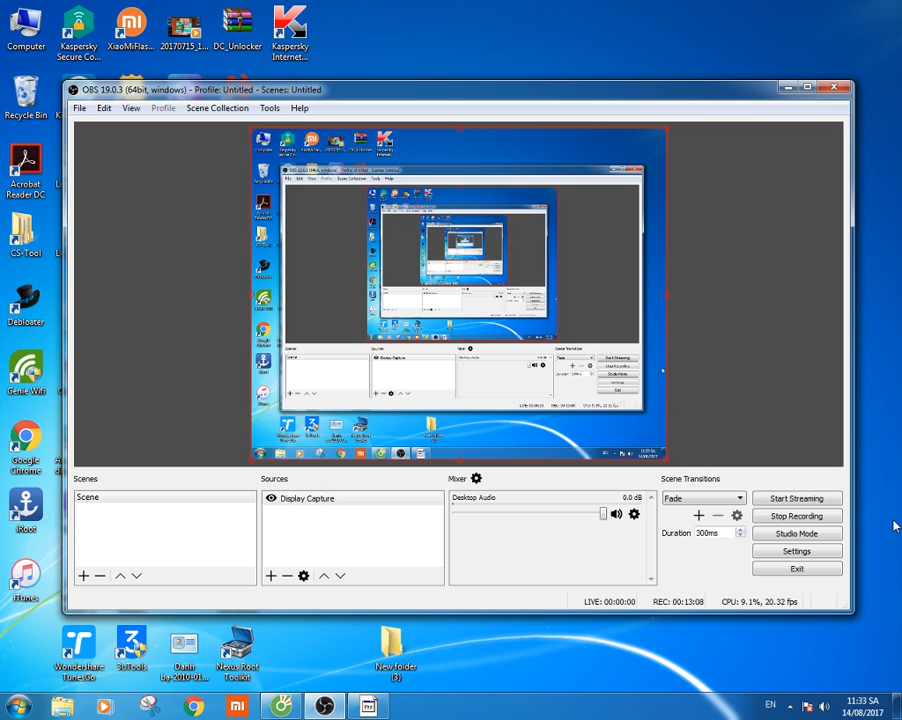 Computer
Kaspersky
Secure Co...
XiaoMiFlas...
20170715_1...
DC_Unlocker
Kaspersky
Internet...
Recycle Bin
Acrobat
Reader DC
CS-Tool
Debloater
Genie Wifi
Google
Chrome
iRoot
iTunes
OBS 19.0.3 (64bit, windows) - Profile: Untitled - Scenes: Untitled
File Edit View Profile Scene Collection Tools Help
Scenes
Scene
Sources
Display Capture
Mixer
Desktop Audio 0.0 dB
Scene Transitions
Fade
Duration 300ms
Start Streaming
Stop Recording
Studio Mode
Settings
Exit
LIVE: 00:00:00 REC: 00:13:08 CPU: 9.1%, 20.32 fps
Wondershare
TunesGo
3uTools
Danh
bạ-2010-01...
Nexus Root
Toolkit
New folder
(3)
EN
11:33 SA
14/08/2017